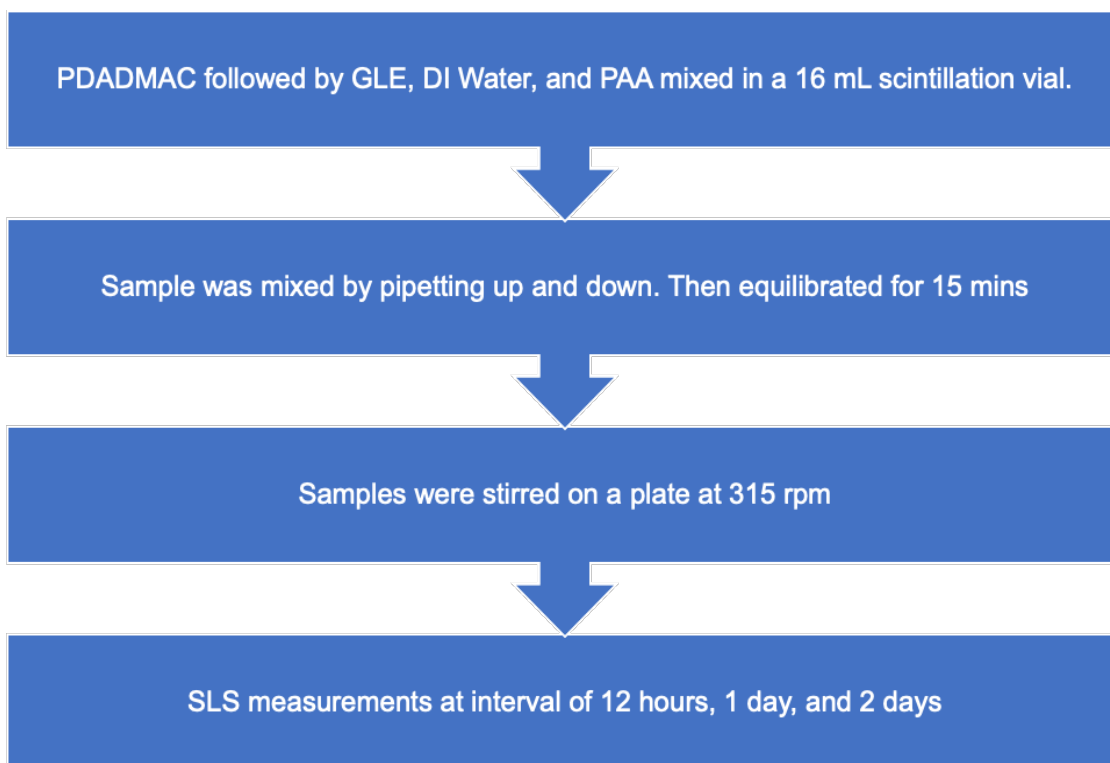 PDADMAC followed by GLE, DI Water, and PAA mixed in a 16 mL scintillation vial.
Sample was mixed by pipetting up and down. Then equilibrated for 15 mins
Samples were stirred on a plate at 315 rpm
SLS measurements at interval of 12 hours, 1 day, and 2 days